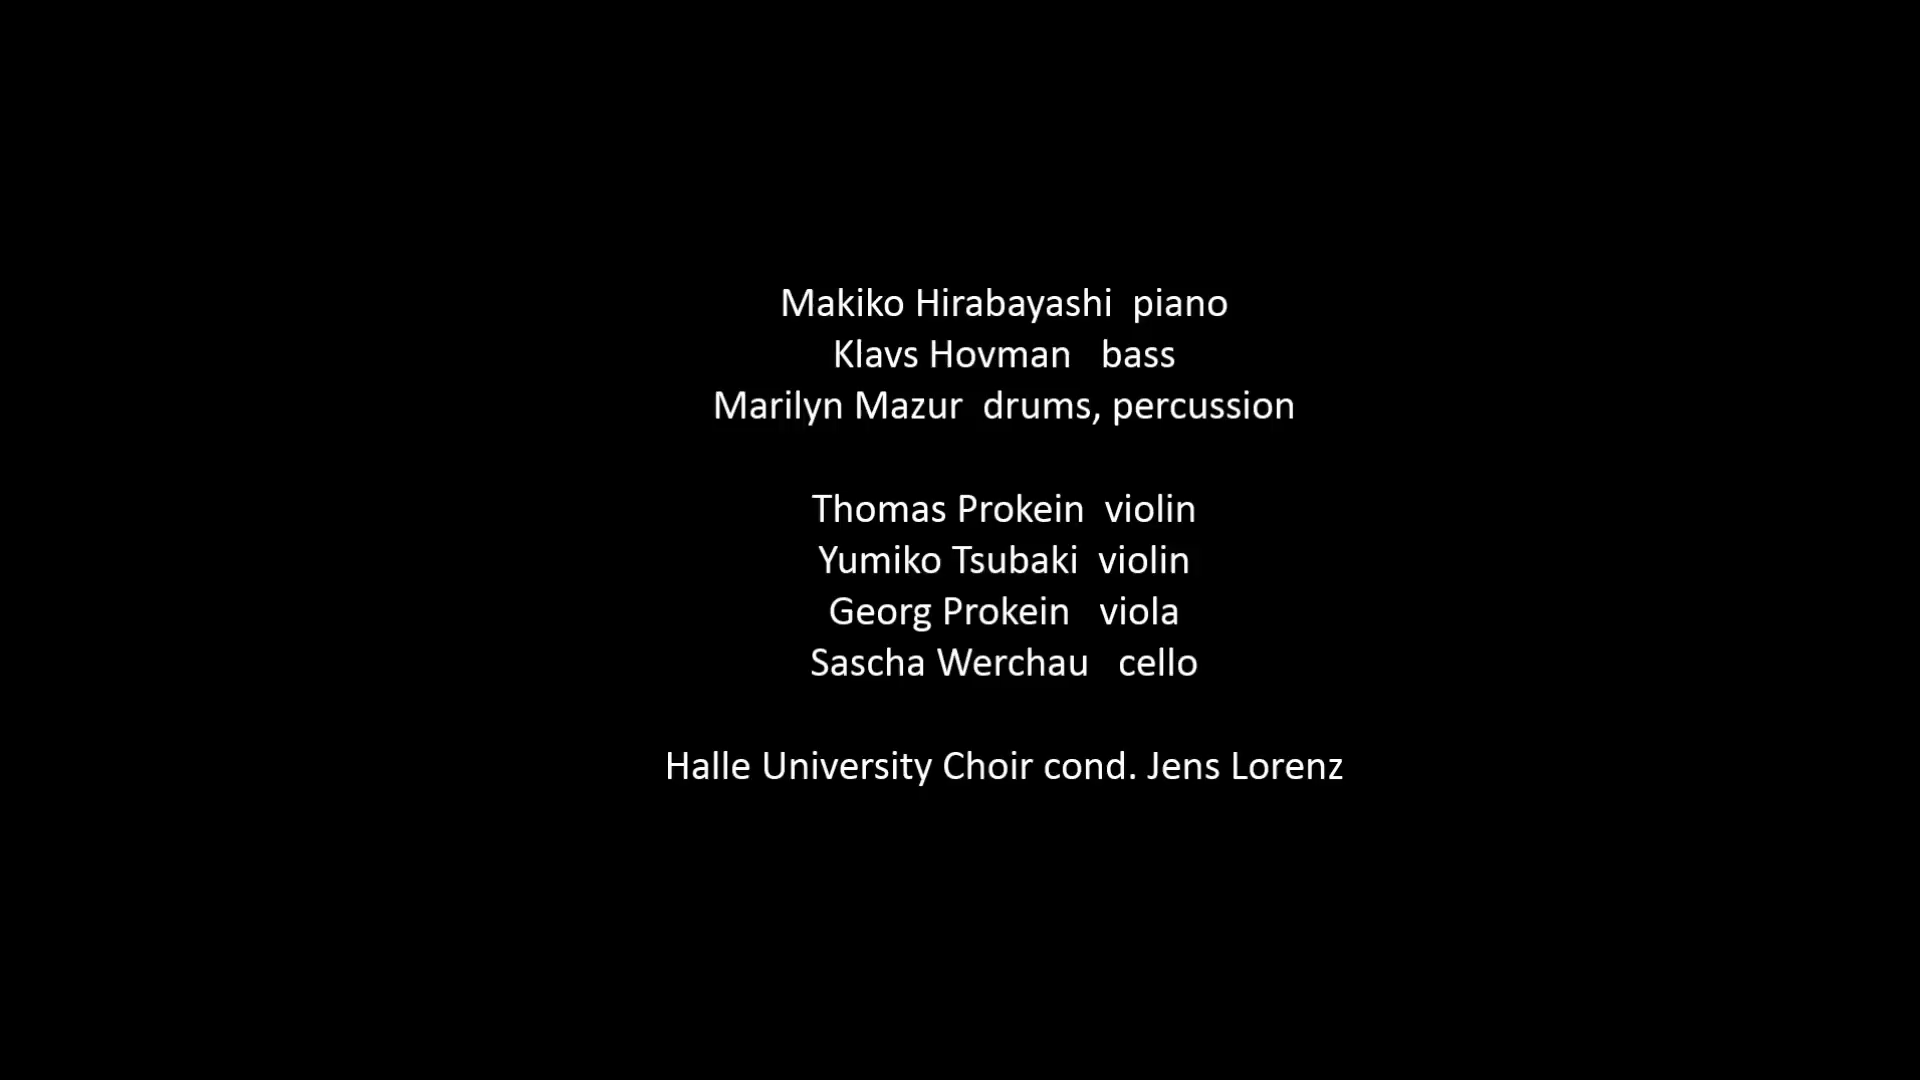 Makiko Hirabayashi  piano
Klavs Hovman   bass
Marilyn Mazur  drums, percussion
Thomas Prokein  violin
Yumiko Tsubaki  violin
Georg Prokein   viola
Sascha Werchau   cello
Halle University Choir cond. Jens Lorenz